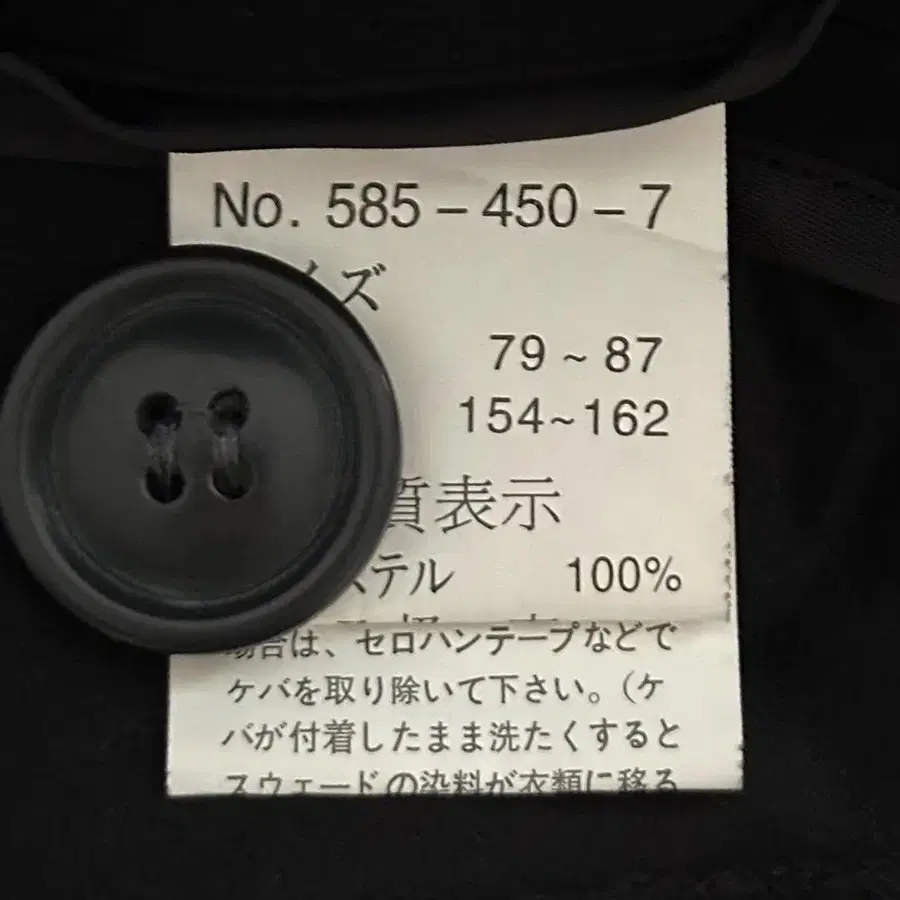 No. 585-450-7
イズ
79~87
154~162
質表示
ステル 100%
場合は、セロハンテープなどで
ケバを取り除いて下さい。(ケ
バが付着したまま洗たくすると
スウェードの染料が衣類に移る